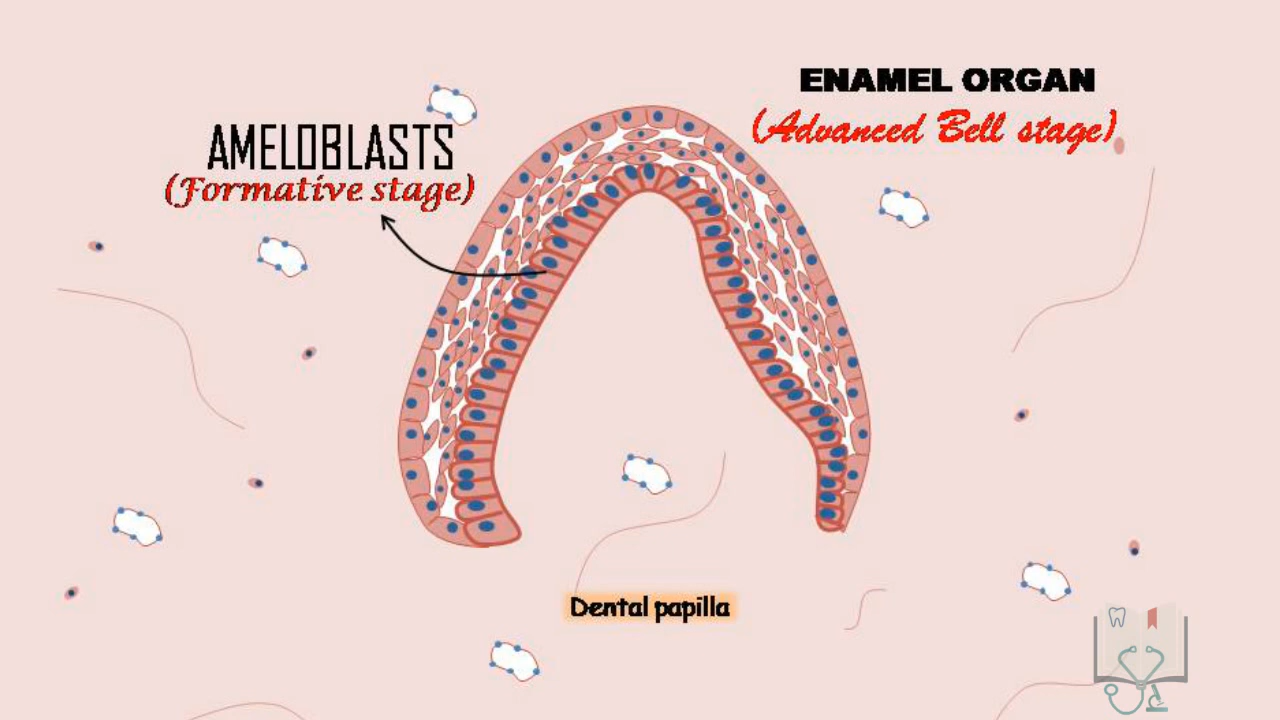 ENAMEL ORGAN
(Advanced Bell stage)
AMELOBLASTS
(Formative stage)
Dental papilla